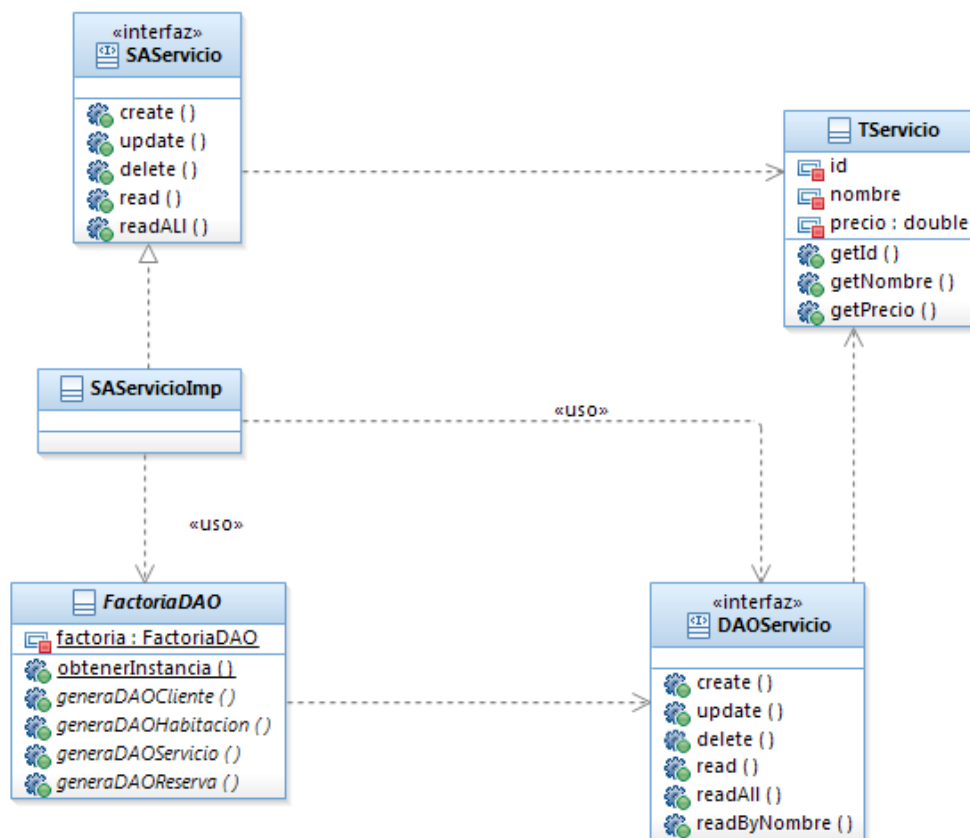 «interfaz»
SAServicio
create ( )
update ( )
delete ( )
read ( )
readALl ( )
TServicio
id
nombre
precio : double
getId ( )
getNombre ( )
getPrecio ( )
SAServicioImp
«uso»
«uso»
FactoriaDAO
factoria : FactoriaDAO
obtenerInstancia ( )
generaDAOCliente ( )
generaDAOHabitacion ( )
generaDAOServicio ( )
generaDAOReserva ( )
«interfaz»
DAOServicio
create ( )
update ( )
delete ( )
read ( )
readAll ( )
readByNombre ( )